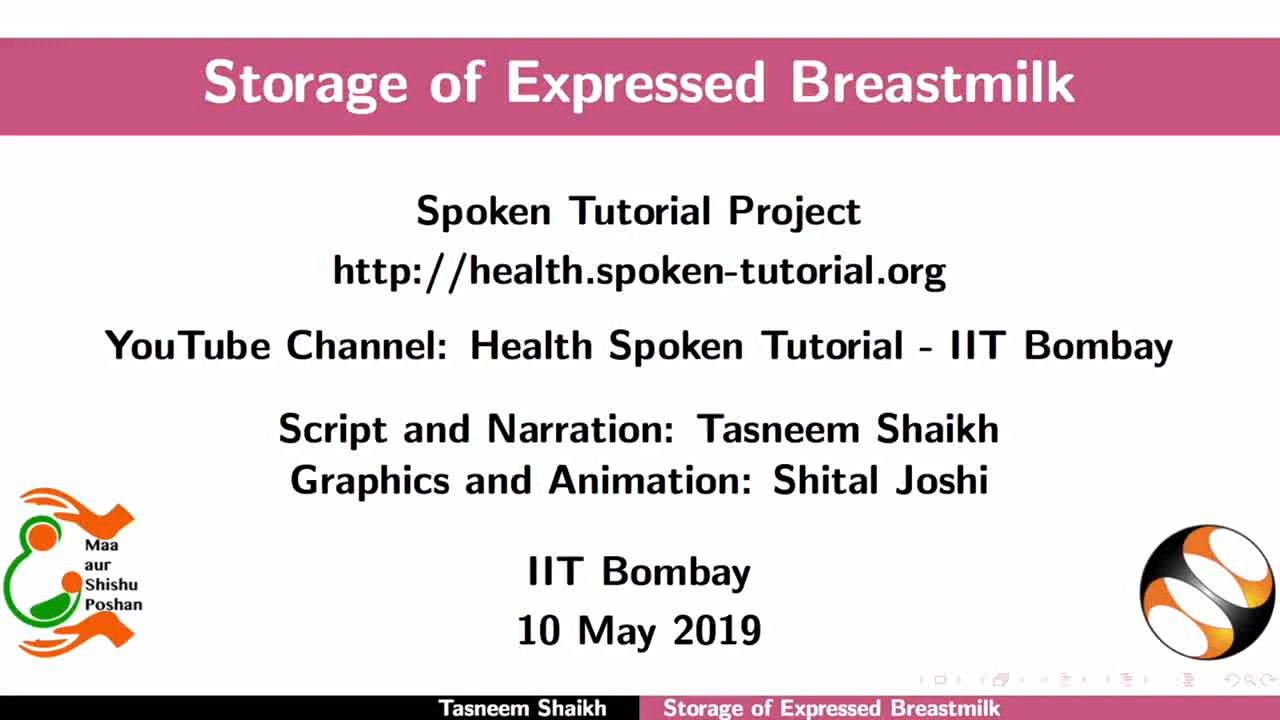 Storage of Expressed Breastmilk
Spoken Tutorial Project
http://health.spoken-tutorial.org
YouTube Channel: Health Spoken Tutorial - IIT Bombay
Script and Narration: Tasneem Shaikh
Graphics and Animation: Shital Joshi
Maa
aur
Shishu
Poshan
IIT Bombay
10 May 2019
Tasneem Shaikh
Storage of Expressed Breastmilk